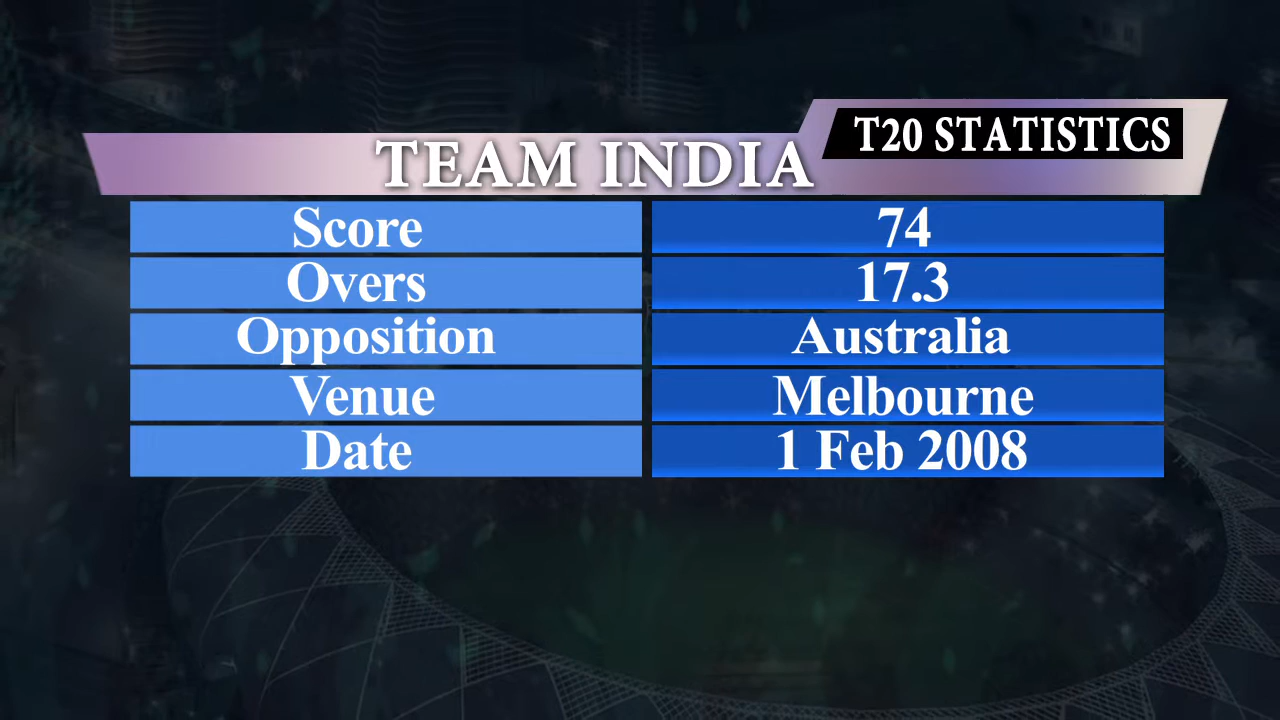 T20 STATISTICS
TEAM INDIA
Score 74
Overs 17.3
Opposition Australia
Venue Melbourne
Date 1 Feb 2008